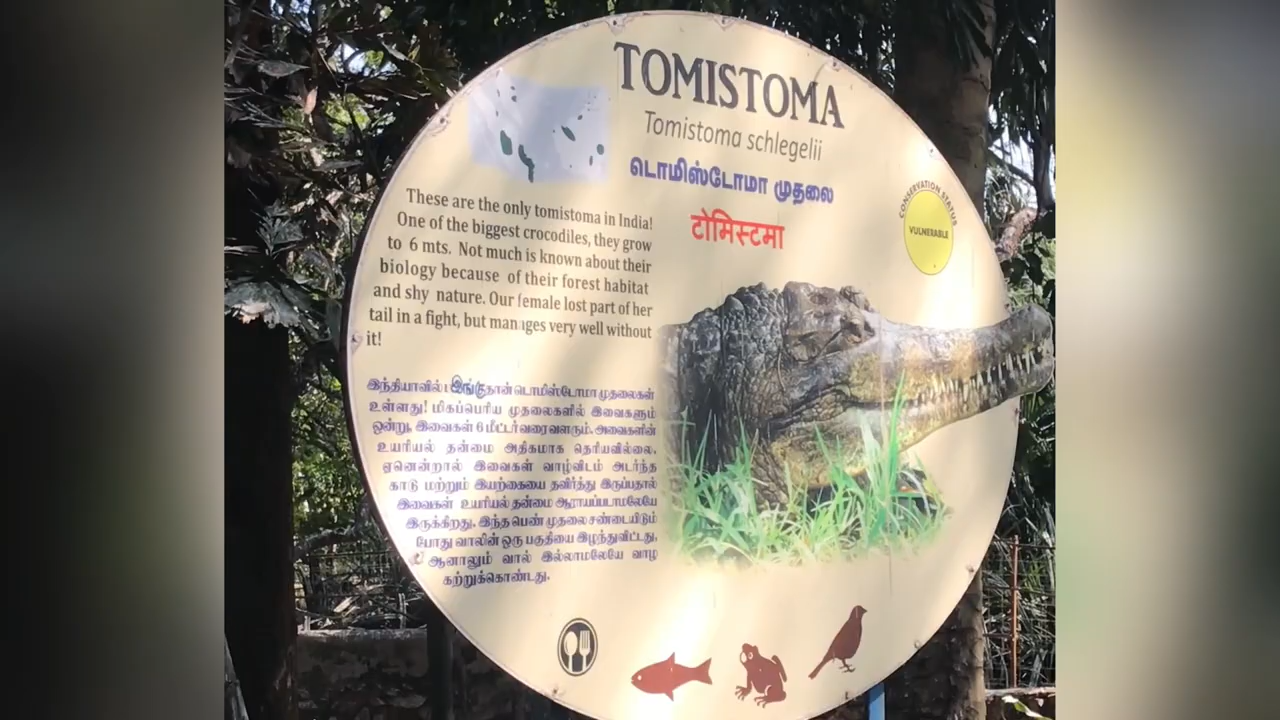 TOMISTOMA
Tomistoma schlegelii
டொமிஸ்டோமா முதலை
टोमिस्टमा
CONSERVATION STATUS
VULNERABLE
These are the only tomistoma in India!
One of the biggest crocodiles, they grow
to 6 mts. Not much is known about their
biology because of their forest habitat
and shy nature. Our female lost part of her
tail in a fight, but manages very well without
it!
இந்தியாவில் இங்குதான் டொமிஸ்டோமா முதலைகள்
உள்ளது! மிகப்பெரிய முதலைகளில் இவைகளும்
ஒன்று. இவைகள் 6 மீட்டர் வரை வளரும். அவைகளின்
உயரியல் தன்மை அதிகமாக தெரியவில்லை.
ஏனென்றால் இவைகள் வாழ்விடம் அடர்ந்த
காடு மற்றும் இயற்கையை தவிர்த்து இருப்பதால்
இவைகள் உயரியல் தன்மை ஆராயப்படாமலேயே
இருக்கிறது. இந்த பெண் முதலை சண்டையிடும்
போது வாலின் ஒரு பகுதியை இழந்துவிட்டது,
ஆனாலும் வால் இல்லாமலேயே வாழ
கற்றுக்கொண்டது.